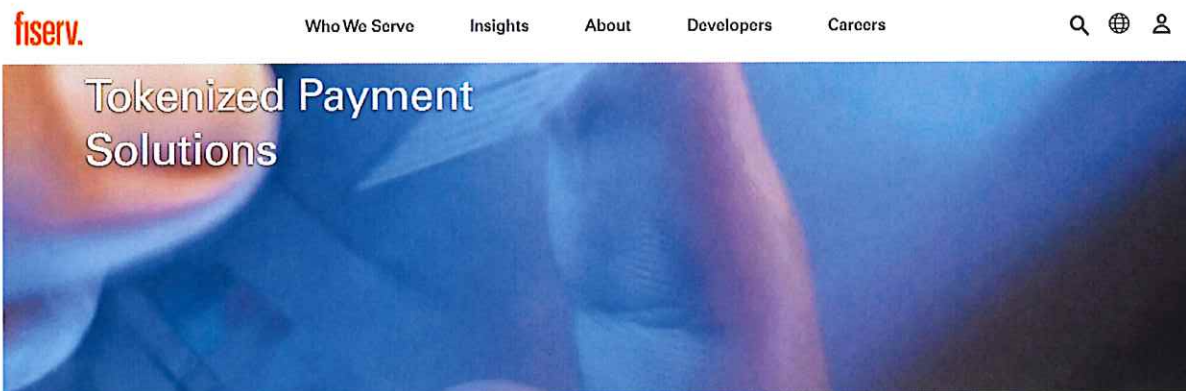 fiserv.
Who We Serve Insights About Developers Careers
Tokenized Payment
Solutions